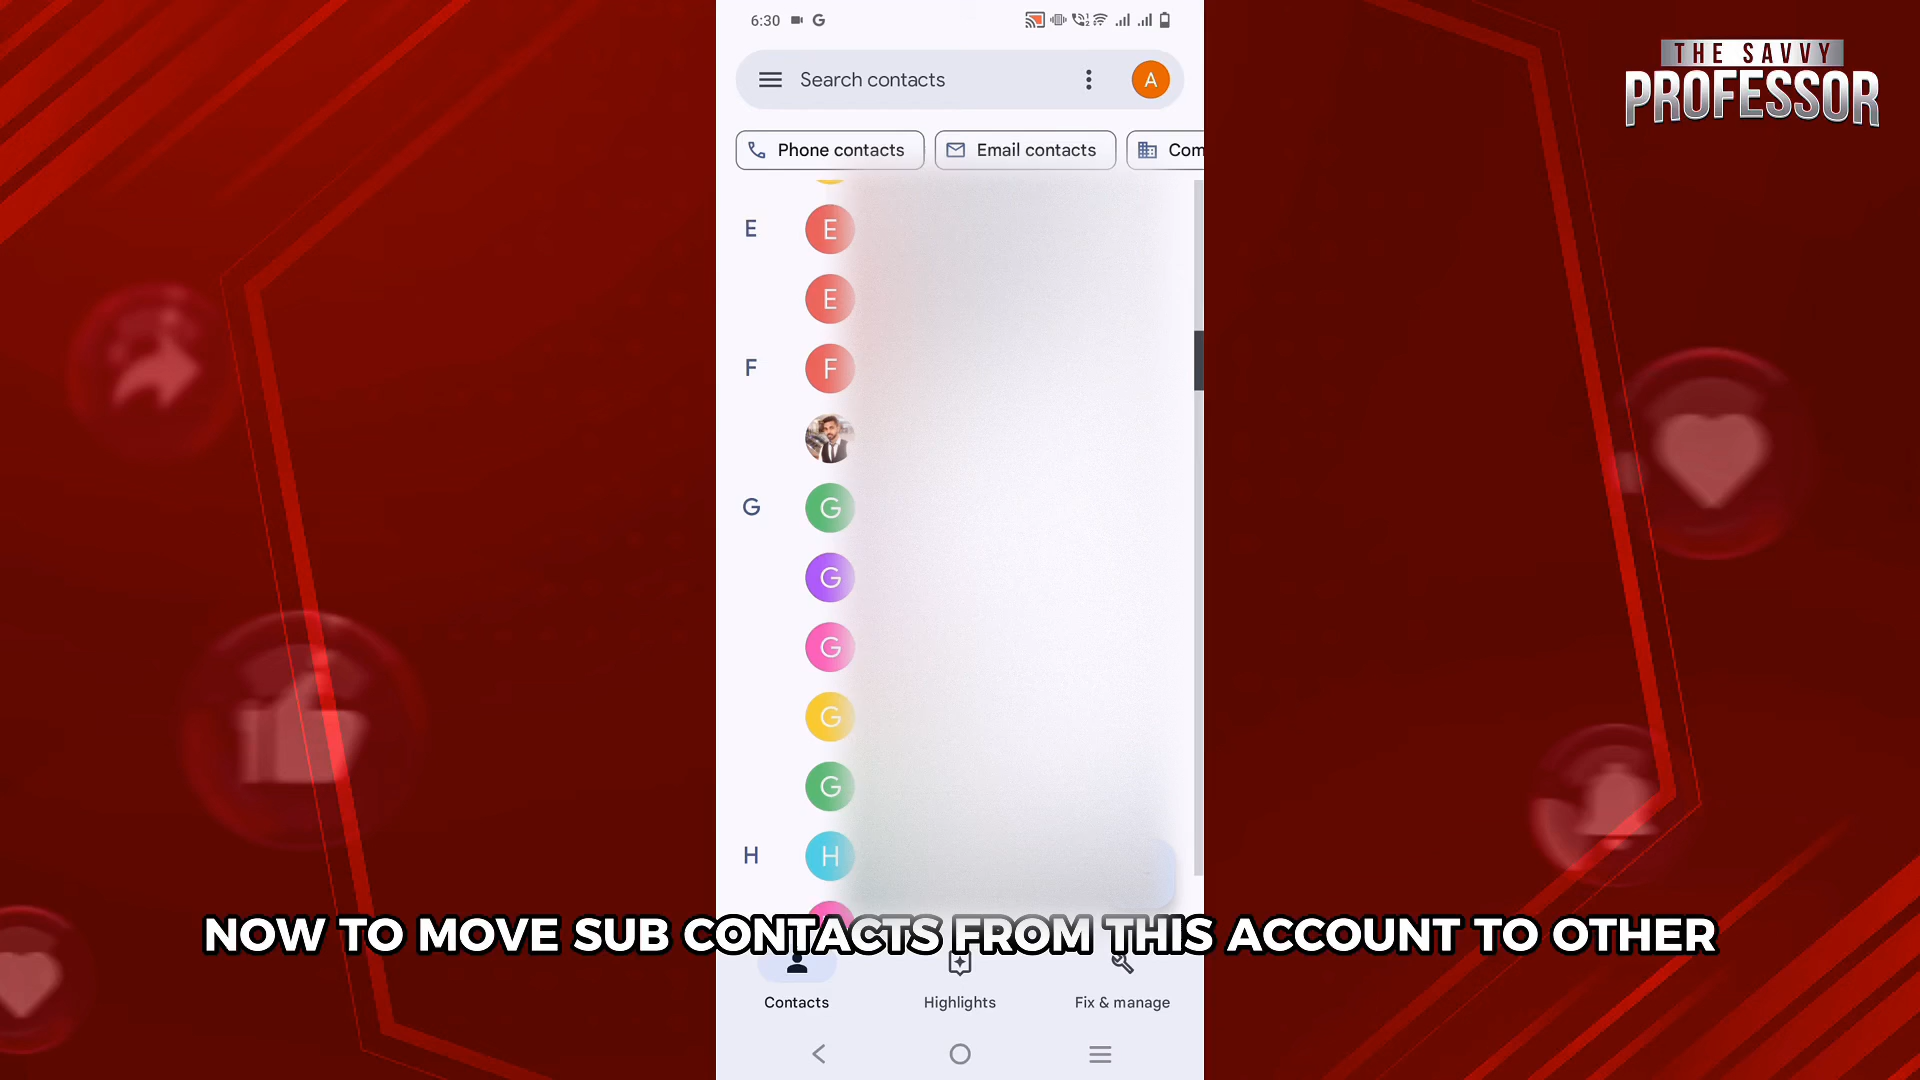 6:30
THE SAVVY
PROFESSOR
Search contacts
A
Phone contacts
Email contacts
Com
E
E
E
F
F
G
G
G
G
G
G
H
H
NOW TO MOVE SUB CONTACTS FROM THIS ACCOUNT TO OTHER
Contacts
Highlights
Fix & manage